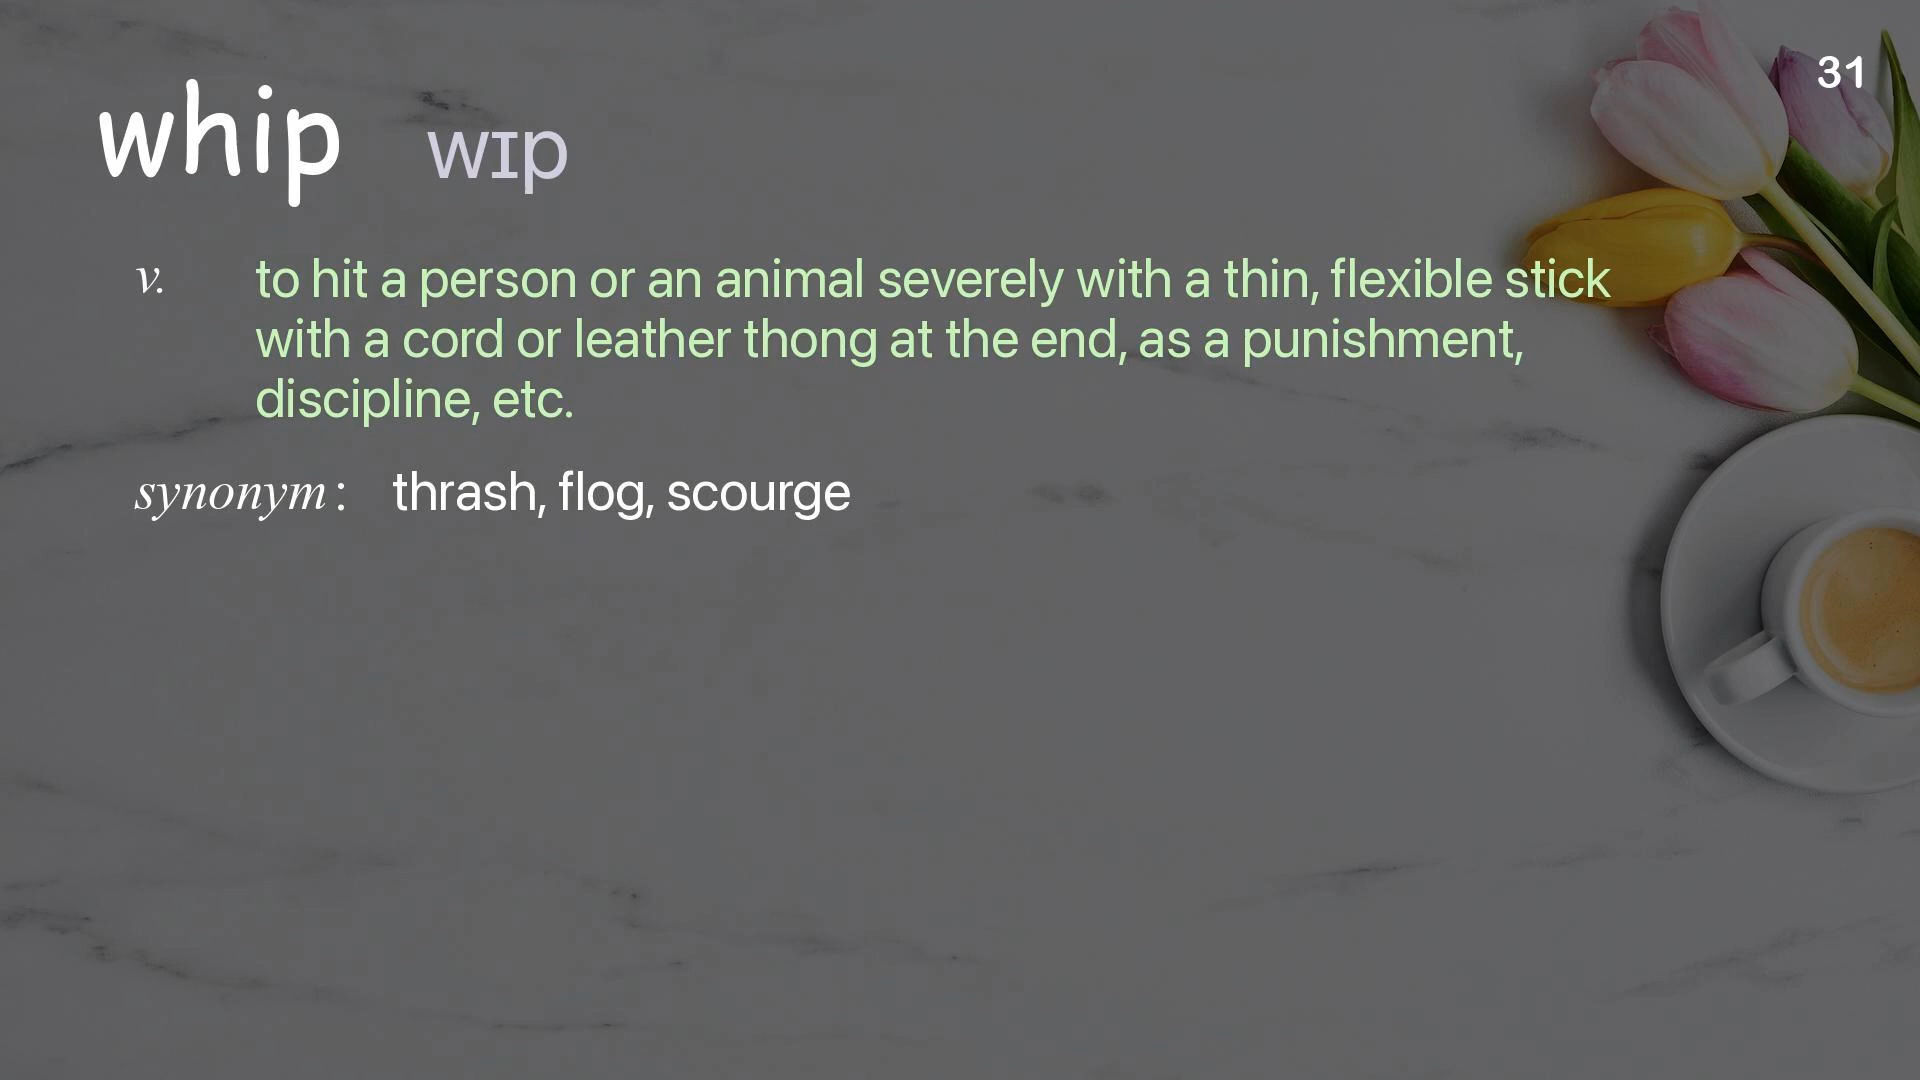 31
whip wɪp
v. to hit a person or an animal severely with a thin, flexible stick
with a cord or leather thong at the end, as a punishment,
discipline, etc.
synonym : thrash, flog, scourge